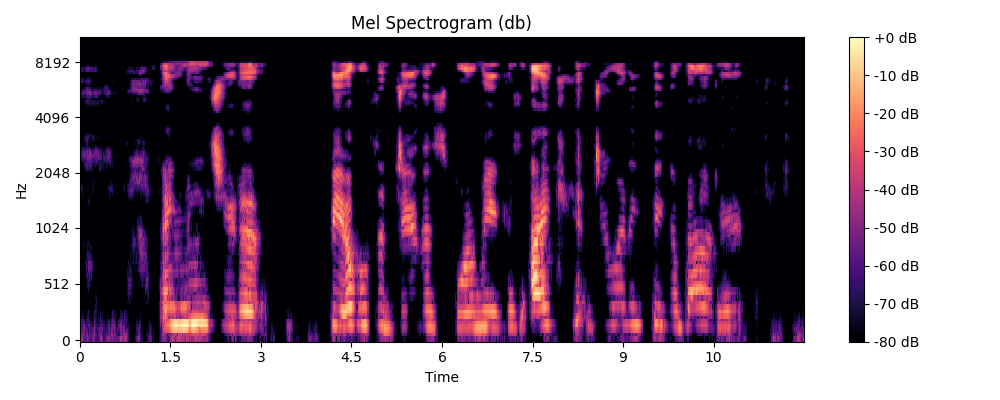 Mel Spectrogram (db)
Hz
8192
4096
2048
1024
512
0
0 1.5 3 4.5 6 7.5 9 10
Time
+0 dB
-10 dB
-20 dB
-30 dB
-40 dB
-50 dB
-60 dB
-70 dB
-80 dB